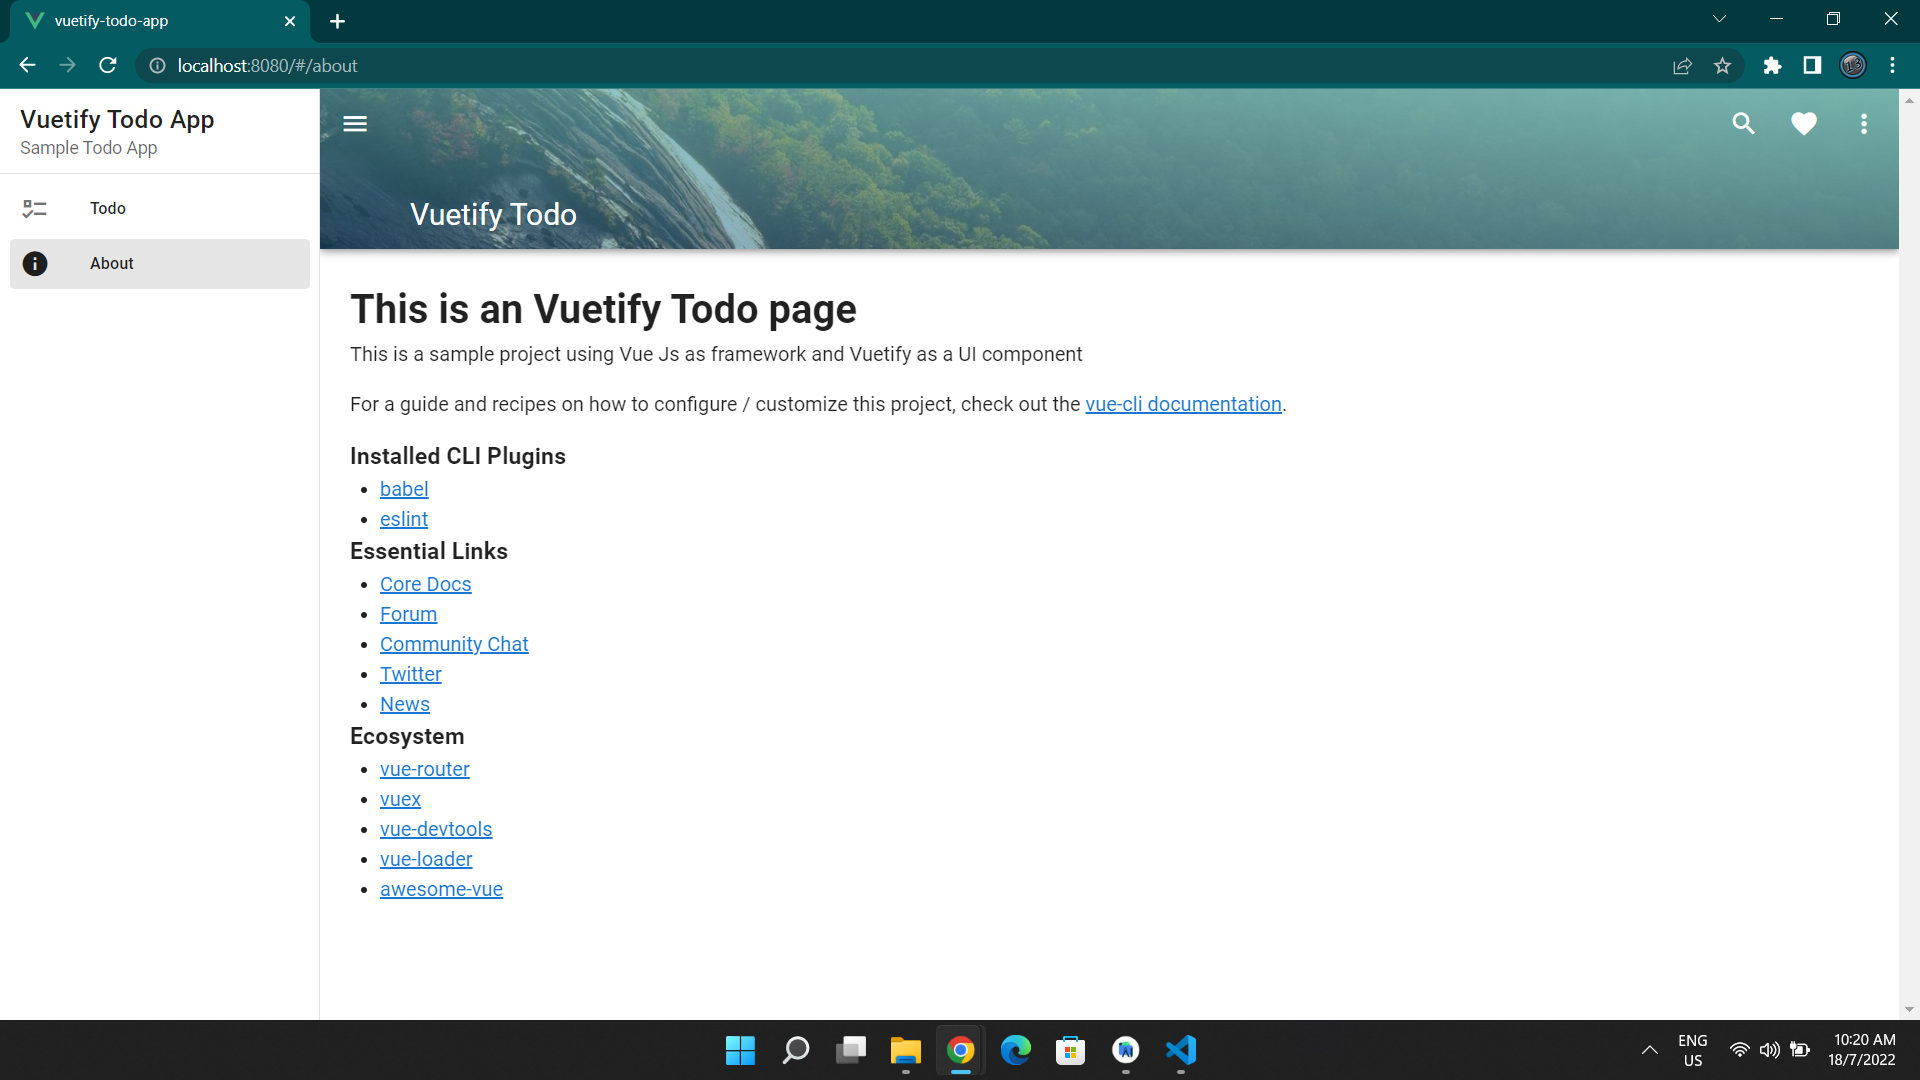 vuetify-todo-app
localhost:8080/#/about
Vuetify Todo App
Sample Todo App
Todo
About
Vuetify Todo
This is an Vuetify Todo page
This is a sample project using Vue Js as framework and Vuetify as a UI component
For a guide and recipes on how to configure / customize this project, check out the vue-cli documentation.
Installed CLI Plugins
babel
eslint
Essential Links
Core Docs
Forum
Community Chat
Twitter
News
Ecosystem
vue-router
vuex
vue-devtools
vue-loader
awesome-vue
ENG
US
10:20 AM
18/7/2022